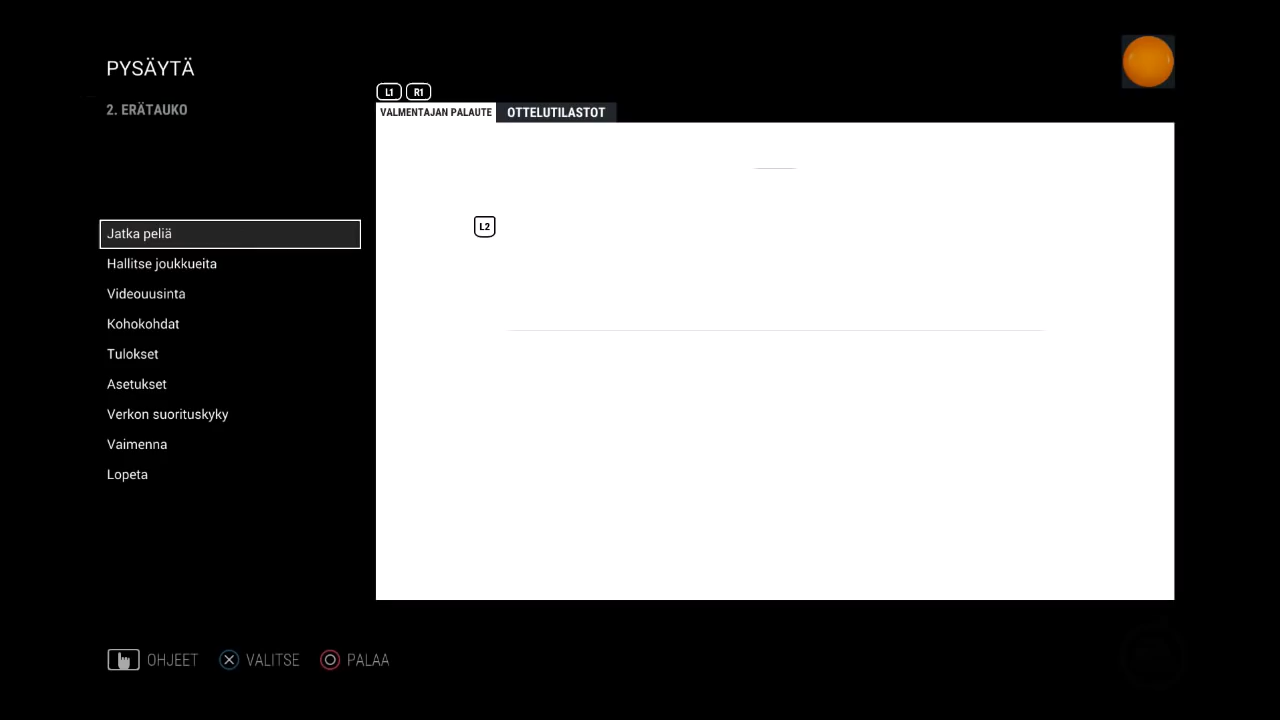 PYSÄYTÄ
2. ERÄTAUKO
L1 R1
VALMENTAJAN PALAUTE OTTELUTILASTOT
L2
Jatka peliä
Hallitse joukkueita
Videouusinta
Kohokohdat
Tulokset
Asetukset
Verkon suorituskyky
Vaimenna
Lopeta
OHJEET VALITSE PALAA